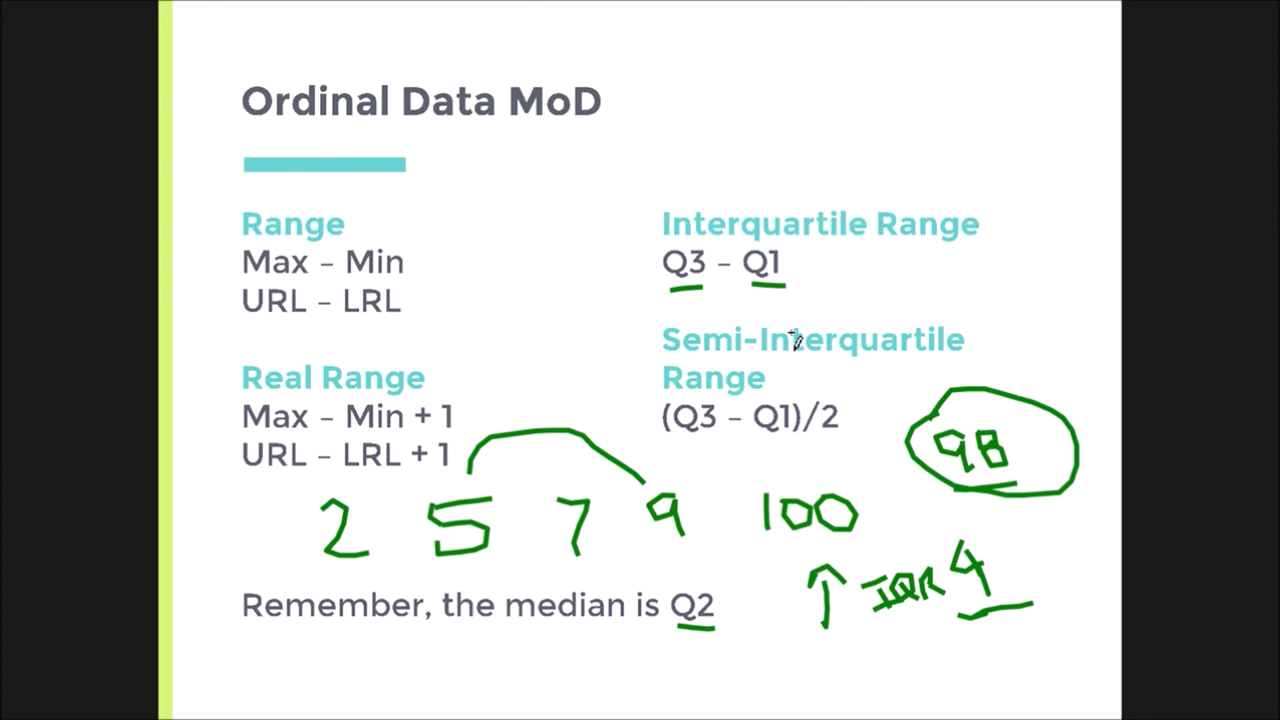 Ordinal Data MoD
Range
Max – Min
URL – LRL
Real Range
Max – Min + 1
URL – LRL + 1
Interquartile Range
Q3 – Q1
Semi-Interquartile
Range
(Q3 – Q1)/2
98
2 5 7 9 100
IQR 4
Remember, the median is Q2